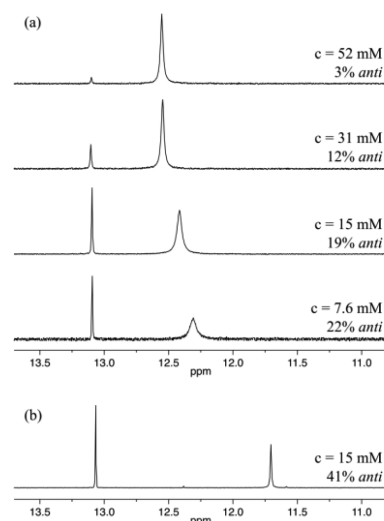 (a)
c = 52 mM
3% anti
c = 31 mM
12% anti
c = 15 mM
19% anti
c = 7.6 mM
22% anti
13.5 13.0 12.5 12.0 11.5 11.0
ppm
(b)
c = 15 mM
41% anti
13.5 13.0 12.5 12.0 11.5 11.0
ppm